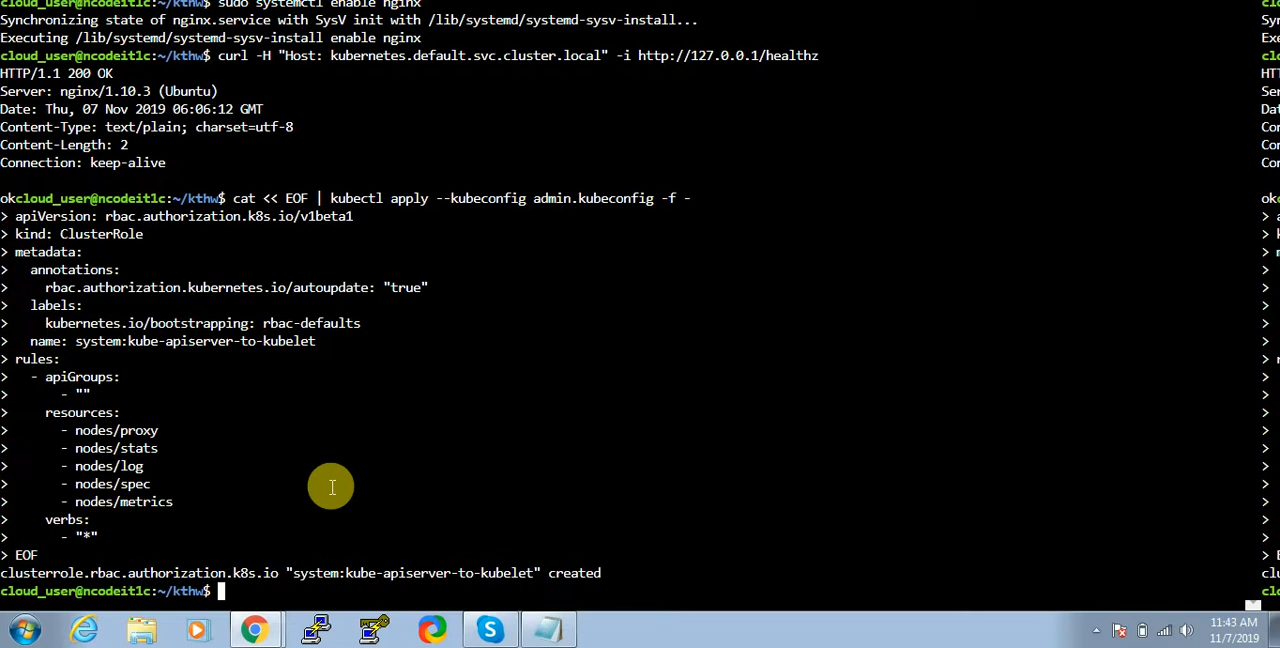 cloud_user@ncodeit1c:~/kthw$ sudo systemctl enable nginx
Synchronizing state of nginx.service with SysV init with /lib/systemd/systemd-sysv-install...
Executing /lib/systemd/systemd-sysv-install enable nginx
cloud_user@ncodeit1c:~/kthw$ curl -H "Host: kubernetes.default.svc.cluster.local" -i http://127.0.0.1/healthz
HTTP/1.1 200 OK
Server: nginx/1.10.3 (Ubuntu)
Date: Thu, 07 Nov 2019 06:06:12 GMT
Content-Type: text/plain; charset=utf-8
Content-Length: 2
Connection: keep-alive
okcloud_user@ncodeit1c:~/kthw$ cat << EOF | kubectl apply --kubeconfig admin.kubeconfig -f -
> apiVersion: rbac.authorization.k8s.io/v1beta1
> kind: ClusterRole
> metadata:
>   annotations:
>     rbac.authorization.kubernetes.io/autoupdate: "true"
>   labels:
>     kubernetes.io/bootstrapping: rbac-defaults
>   name: system:kube-apiserver-to-kubelet
> rules:
>   - apiGroups:
>       - ""
>     resources:
>       - nodes/proxy
>       - nodes/stats
>       - nodes/log
>       - nodes/spec
>       - nodes/metrics
>     verbs:
>       - "*"
> EOF
clusterrole.rbac.authorization.k8s.io "system:kube-apiserver-to-kubelet" created
cloud_user@ncodeit1c:~/kthw$
11:43 AM
11/7/2019